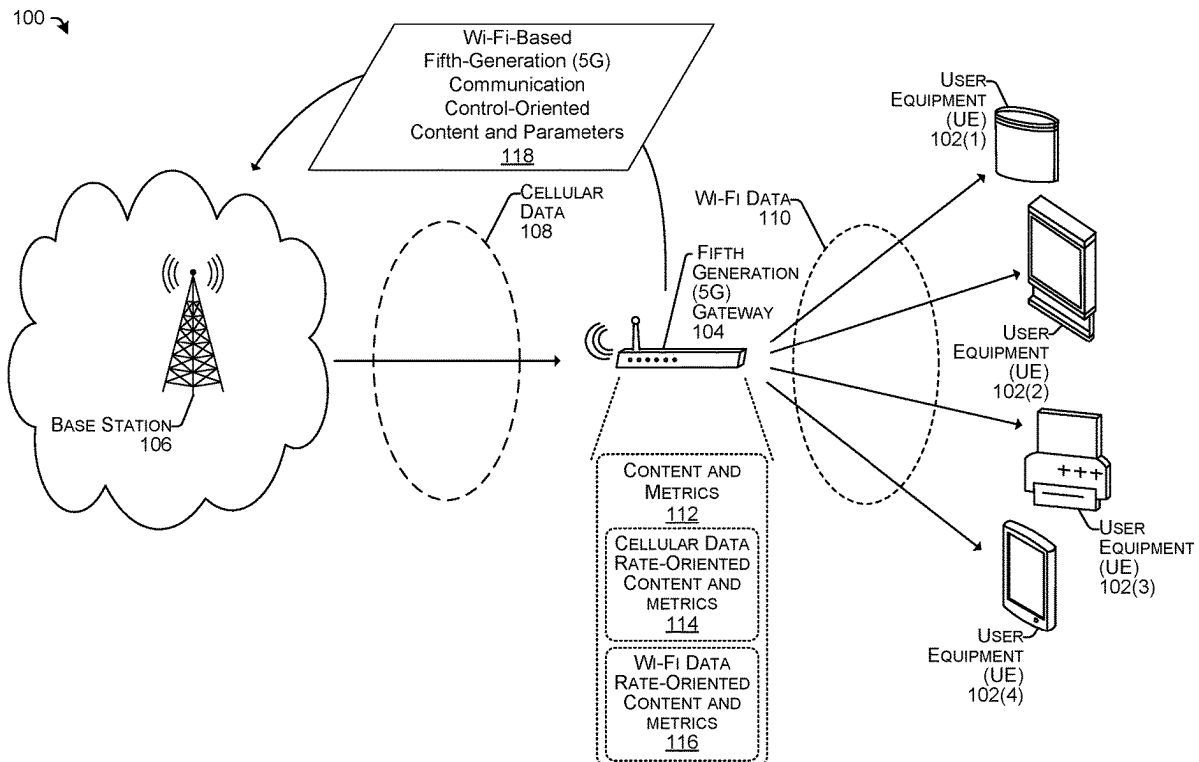 100
Wi-Fi-Based
Fifth-Generation (5G)
Communication
Control-Oriented
Content and Parameters
118
User
Equipment
(UE)
102(1)
Cellular
Data
108
Wi-Fi Data
110
Fifth
Generation
(5G)
Gateway
104
User
Equipment
(UE)
102(2)
Base Station
106
Content and
Metrics
112
Cellular Data
Rate-Oriented
Content and
metrics
114
Wi-Fi Data
Rate-Oriented
Content and
metrics
116
+++
User
Equipment
(UE)
102(3)
User
Equipment
(UE)
102(4)